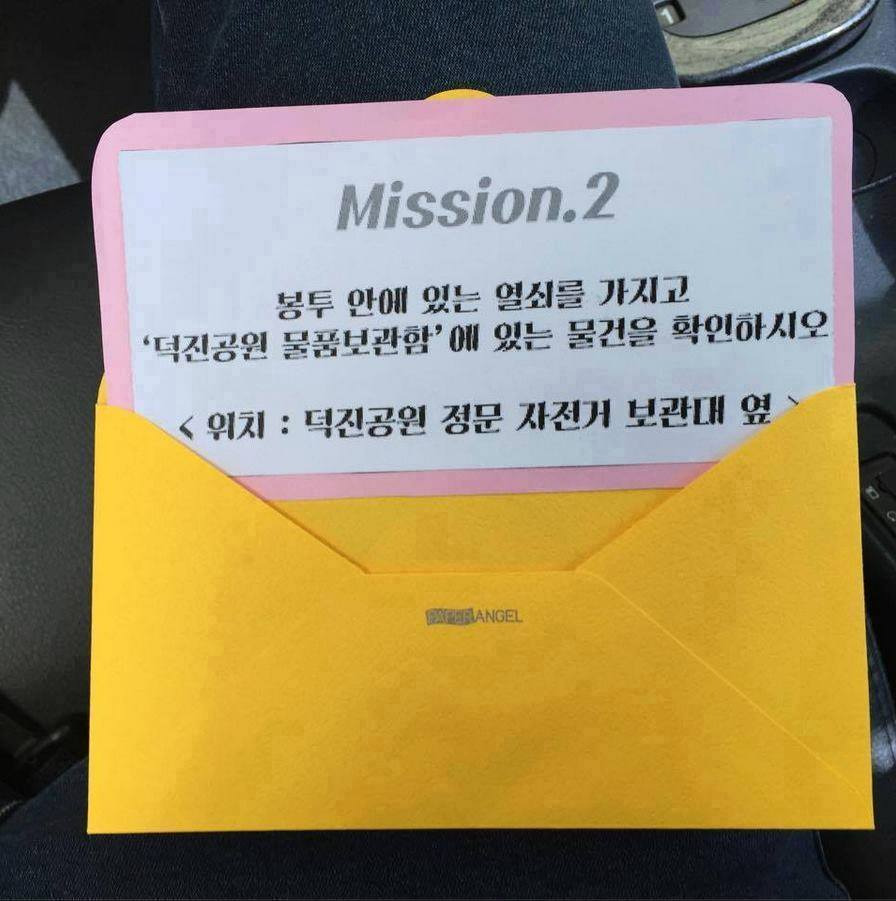 1
Mission.2
봉투 안에 있는 열쇠를 가지고
‘덕진공원 물품보관함’에 있는 물건을 확인하시오
< 위치 : 덕진공원 정문 자전거 보관대 옆 >
PAPERANGEL